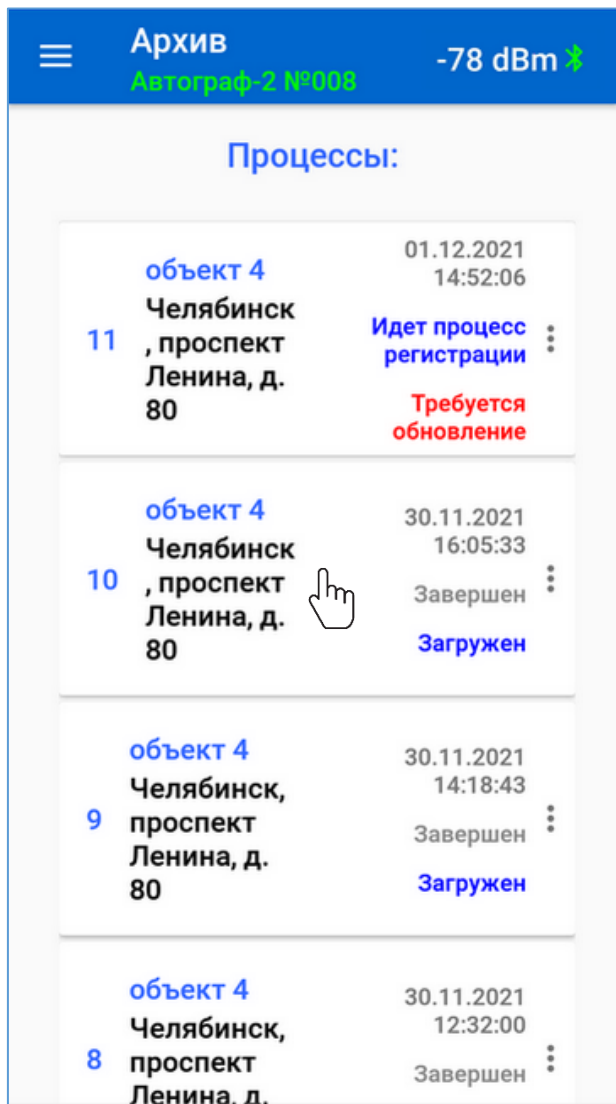 Архив
Автограф-2 №008
-78 dBm
Процессы:
11
объект 4
Челябинск
, проспект
Ленина, д.
80
01.12.2021
14:52:06
Идет процесс
регистрации
Требуется
обновление
10
объект 4
Челябинск
, проспект
Ленина, д.
80
30.11.2021
16:05:33
Завершен
Загружен
9
объект 4
Челябинск,
проспект
Ленина, д.
80
30.11.2021
14:18:43
Завершен
Загружен
8
объект 4
Челябинск,
проспект
Ленина, д.
30.11.2021
12:32:00
Завершен